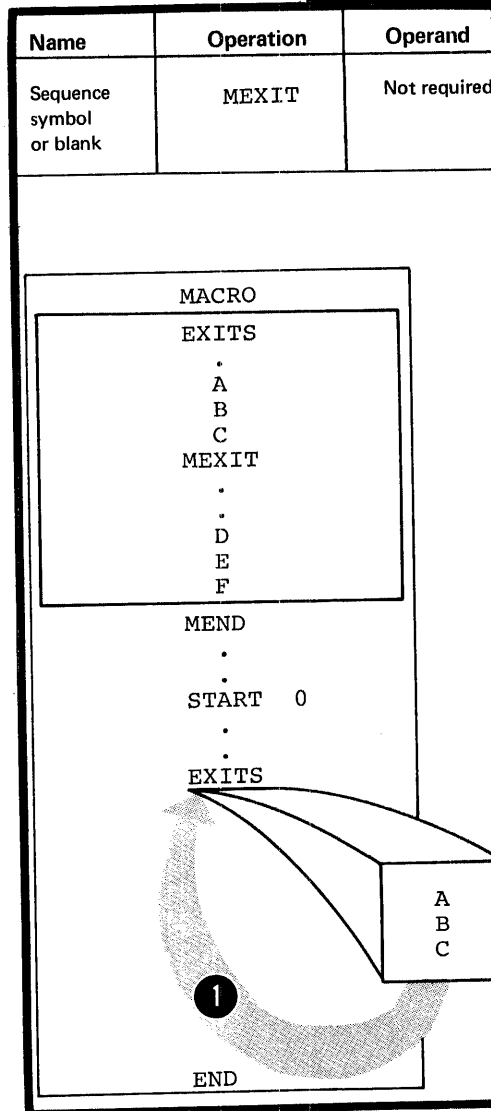 Name Operation Operand
Sequence symbol or blank MEXIT Not required
MACRO
EXITS
.
A
B
C
MEXIT
.
.
D
E
F
MEND
.
.
START 0
.
.
EXITS
A
B
C
1
END